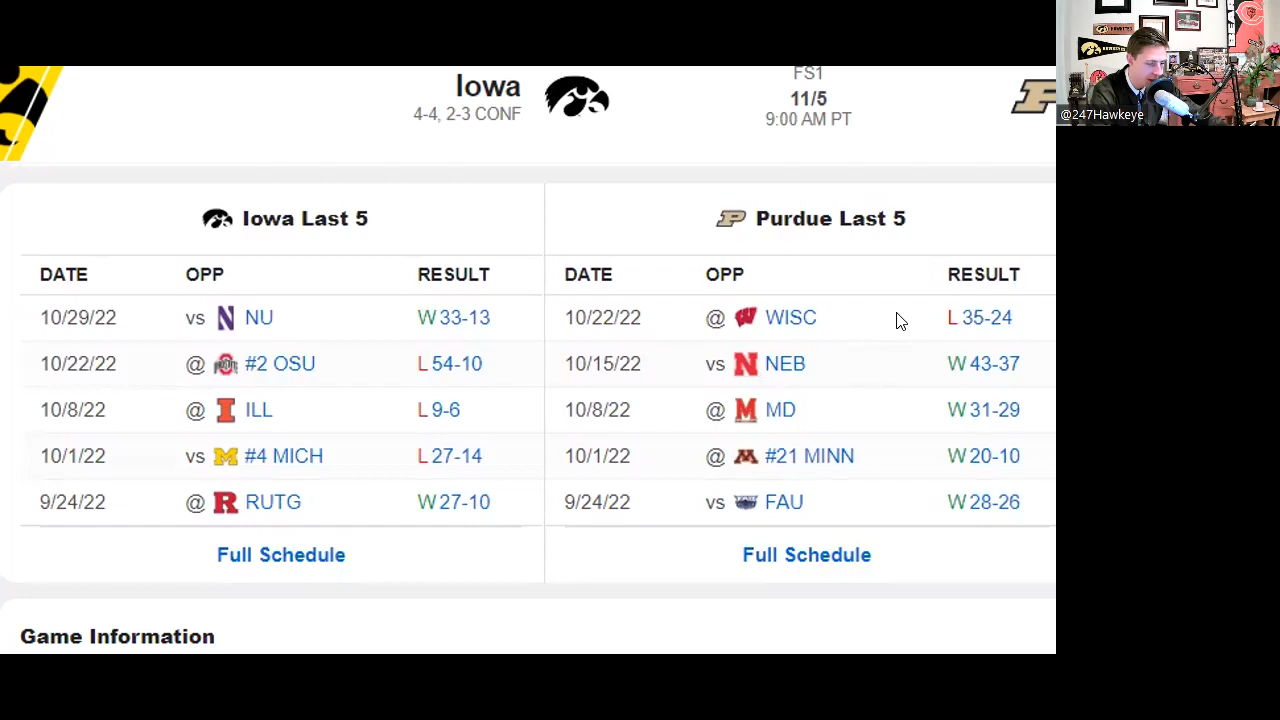 Iowa
4-4, 2-3 CONF
FS1
11/5
9:00 AM PT
@247Hawkeye
Iowa Last 5
DATE OPP RESULT
10/29/22 vs NU W 33-13
10/22/22 @ #2 OSU L 54-10
10/8/22 @ ILL L 9-6
10/1/22 vs #4 MICH L 27-14
9/24/22 @ RUTG W 27-10
Full Schedule
Purdue Last 5
DATE OPP RESULT
10/22/22 @ WISC L 35-24
10/15/22 vs NEB W 43-37
10/8/22 @ MD W 31-29
10/1/22 @ #21 MINN W 20-10
9/24/22 vs FAU W 28-26
Full Schedule
Game Information